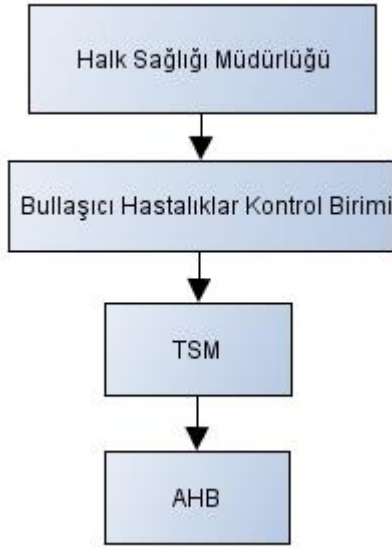 Halk Sağlığı Müdürlüğü
Bullaşıcı Hastalıklar Kontrol Birimi
TSM
AHB